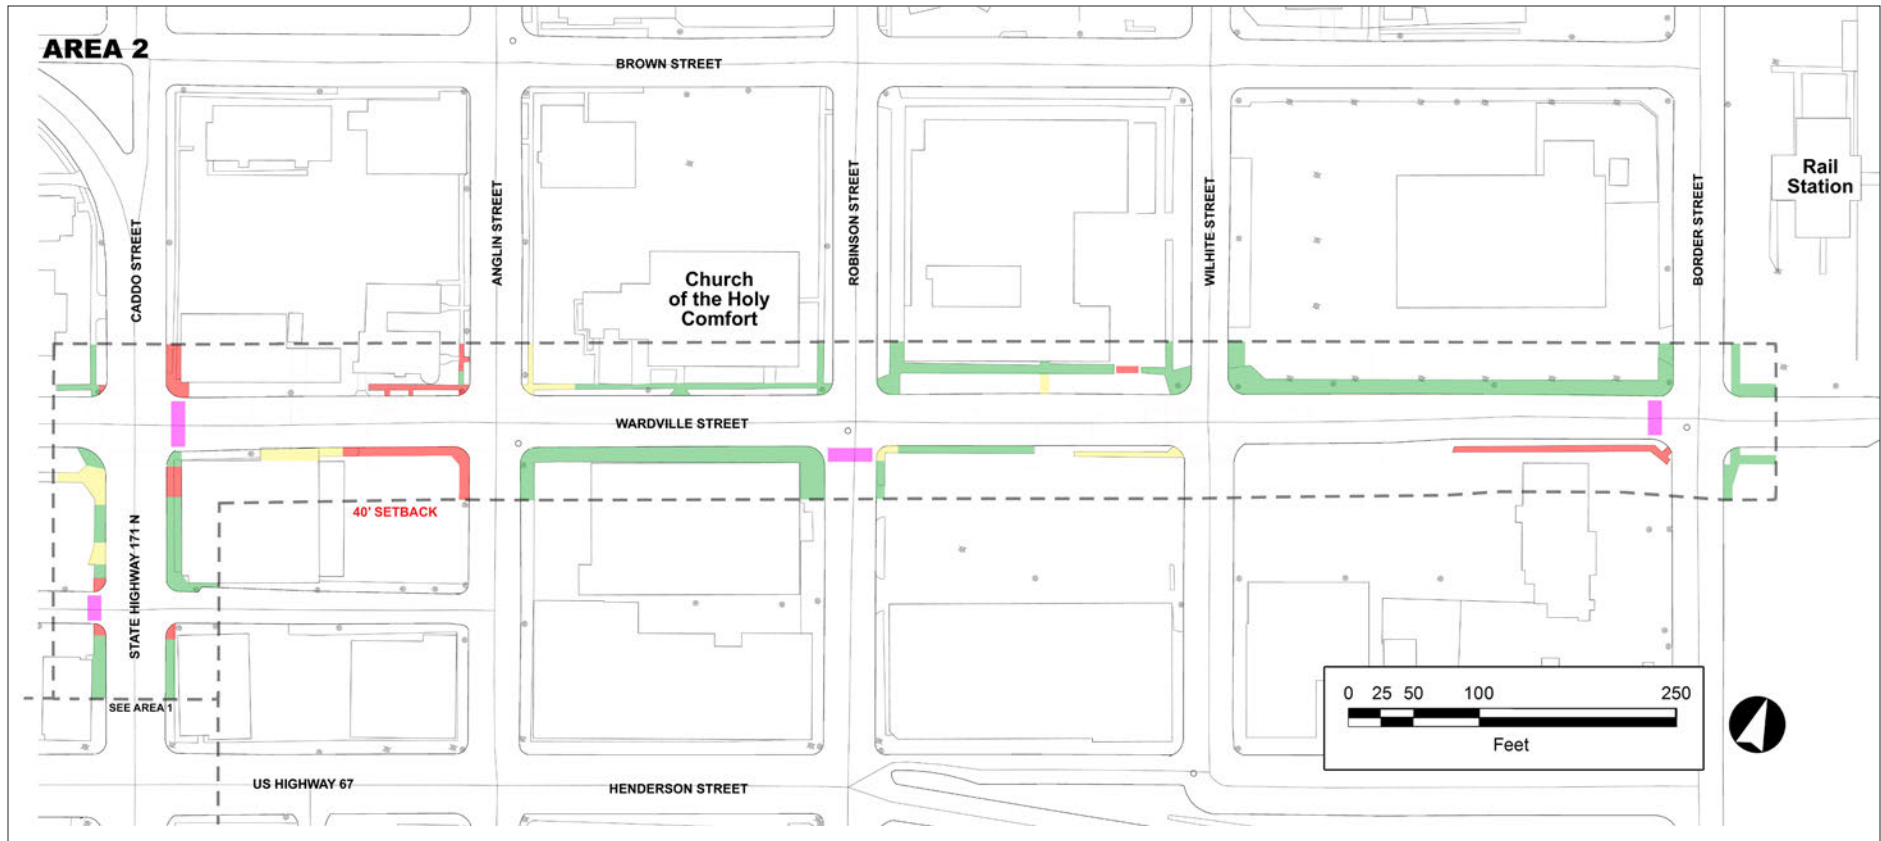 AREA 2
BROWN STREET
CADDO STREET
ANGLIN STREET
ROBINSON STREET
WILHITE STREET
BORDER STREET
Rail
Station
Church
of the Holy
Comfort
WARDVILLE STREET
40' SETBACK
STATE HIGHWAY 171 N
SEE AREA 1
US HIGHWAY 67
HENDERSON STREET
0 25 50 100 250
Feet